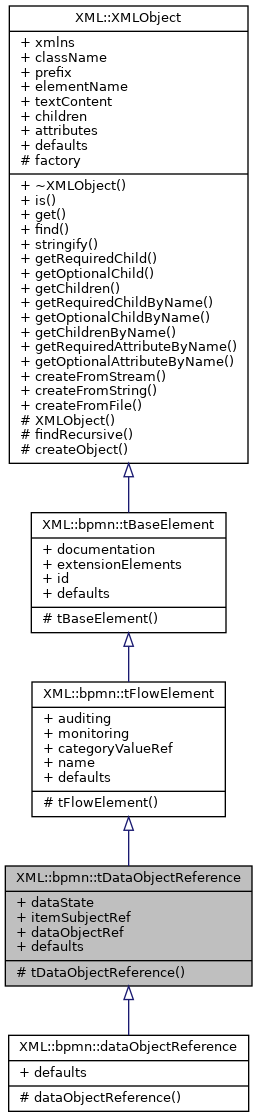 XML::XMLObject
+ xmlns
+ className
+ prefix
+ elementName
+ textContent
+ children
+ attributes
+ defaults
# factory
+ ~XMLObject()
+ is()
+ get()
+ find()
+ stringify()
+ getRequiredChild()
+ getOptionalChild()
+ getChildren()
+ getRequiredChildByName()
+ getOptionalChildByName()
+ getChildrenByName()
+ getRequiredAttributeByName()
+ getOptionalAttributeByName()
+ createFromStream()
+ createFromString()
+ createFromFile()
# XMLObject()
# findRecursive()
# createObject()
XML::bpmn::tBaseElement
+ documentation
+ extensionElements
+ id
+ defaults
# tBaseElement()
XML::bpmn::tFlowElement
+ auditing
+ monitoring
+ categoryValueRef
+ name
+ defaults
# tFlowElement()
XML::bpmn::tDataObjectReference
+ dataState
+ itemSubjectRef
+ dataObjectRef
+ defaults
# tDataObjectReference()
XML::bpmn::dataObjectReference
+ defaults
# dataObjectReference()